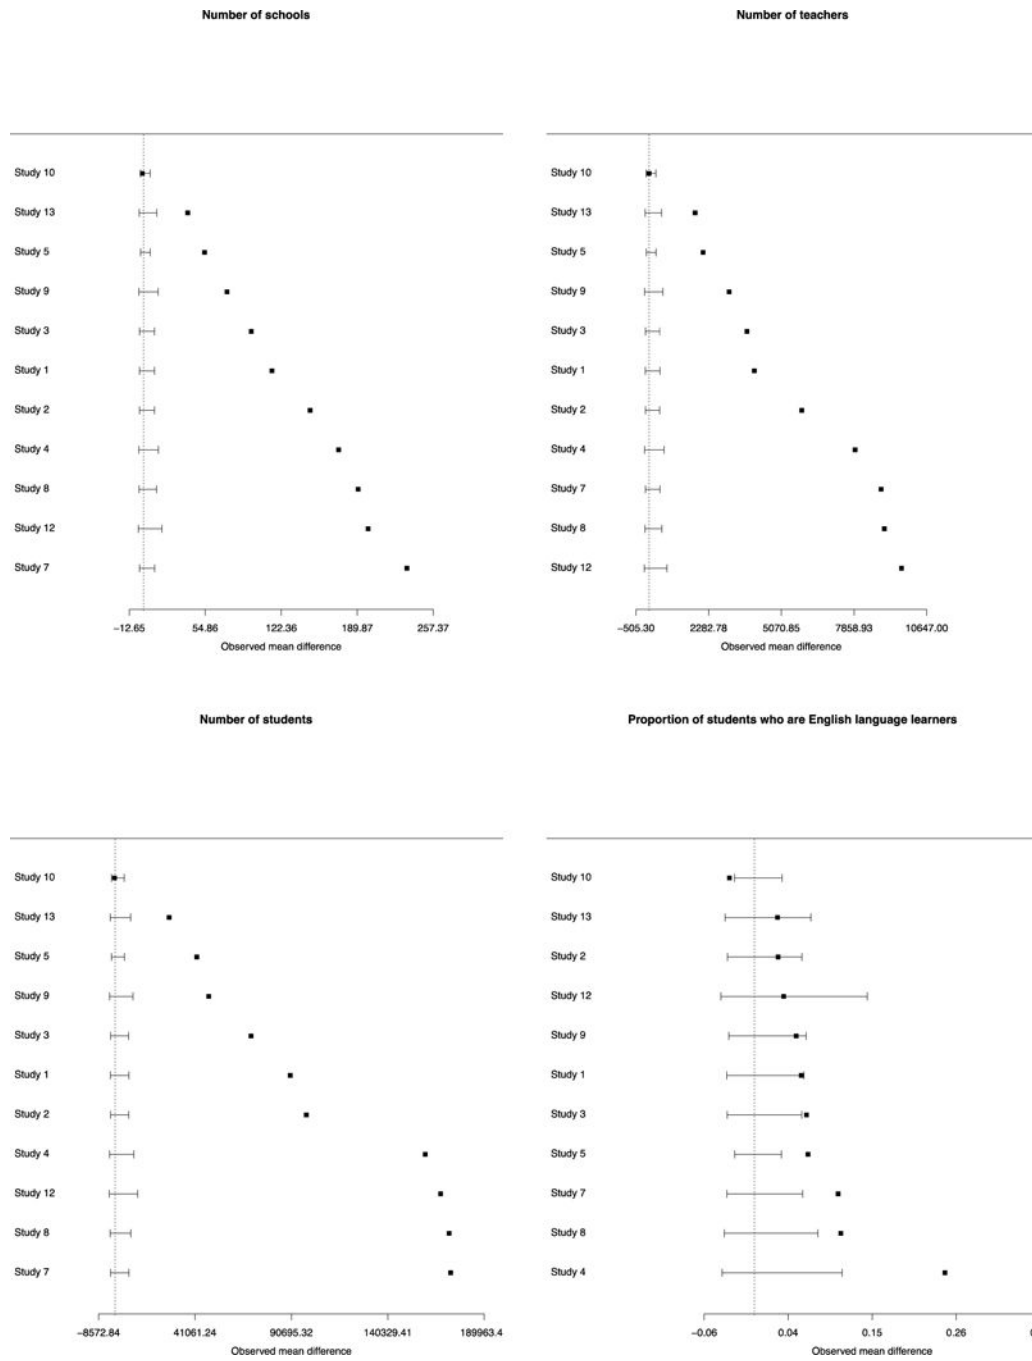 Number of schools
Study 10
Study 13
Study 5
Study 9
Study 3
Study 1
Study 2
Study 4
Study 8
Study 12
Study 7
−12.65 54.86 122.36 189.87 257.37
Observed mean difference
Number of teachers
Study 10
Study 13
Study 5
Study 9
Study 3
Study 1
Study 2
Study 4
Study 7
Study 8
Study 12
−505.30 2282.78 5070.85 7858.93 10647.00
Observed mean difference
Number of students
Study 10
Study 13
Study 5
Study 9
Study 3
Study 1
Study 2
Study 4
Study 12
Study 8
Study 7
−8572.84 41061.24 90695.32 140329.41 189963.4
Observed mean difference
Proportion of students who are English language learners
Study 10
Study 13
Study 2
Study 12
Study 9
Study 1
Study 3
Study 5
Study 7
Study 8
Study 4
−0.06 0.04 0.15 0.26
Observed mean difference